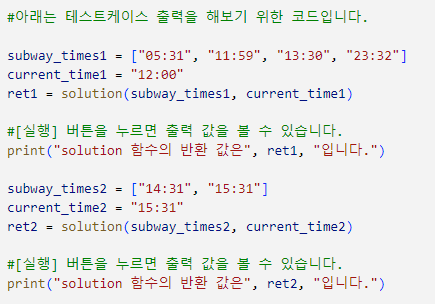 #아래는 테스트케이스 출력을 해보기 위한 코드입니다.
subway_times1 = ["05:31", "11:59", "13:30", "23:32"]
current_time1 = "12:00"
ret1 = solution(subway_times1, current_time1)
#[실행] 버튼을 누르면 출력 값을 볼 수 있습니다.
print("solution 함수의 반환 값은", ret1, "입니다.")
subway_times2 = ["14:31", "15:31"]
current_time2 = "15:31"
ret2 = solution(subway_times2, current_time2)
#[실행] 버튼을 누르면 출력 값을 볼 수 있습니다.
print("solution 함수의 반환 값은", ret2, "입니다.")